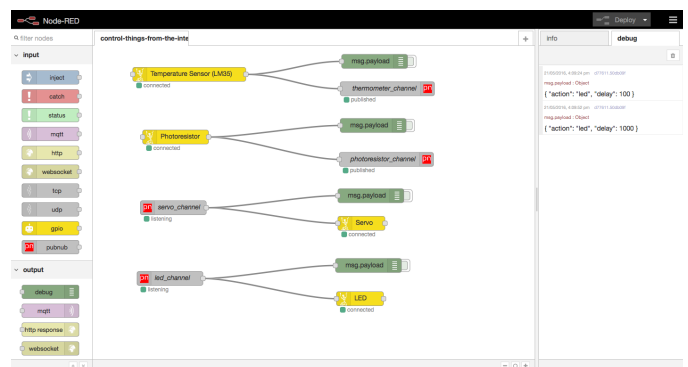 Node-RED
Deploy
filter nodes
control-things-from-the-inte
+
info
debug
input
inject
catch
status
mqtt
http
websocket
tcp
udp
gpio
pubnub
output
debug
mqtt
http response
websocket
Temperature Sensor (LM35)
connected
msg.payload
thermometer_channel
published
Photoresistor
connected
msg.payload
photoresistor_channel
published
servo_channel
listening
msg.payload
Servo
connected
led_channel
listening
msg.payload
LED
connected
msg.payload : Object
{ "action": "led", "delay": 100 }
msg.payload : Object
{ "action": "led", "delay": 1000 }